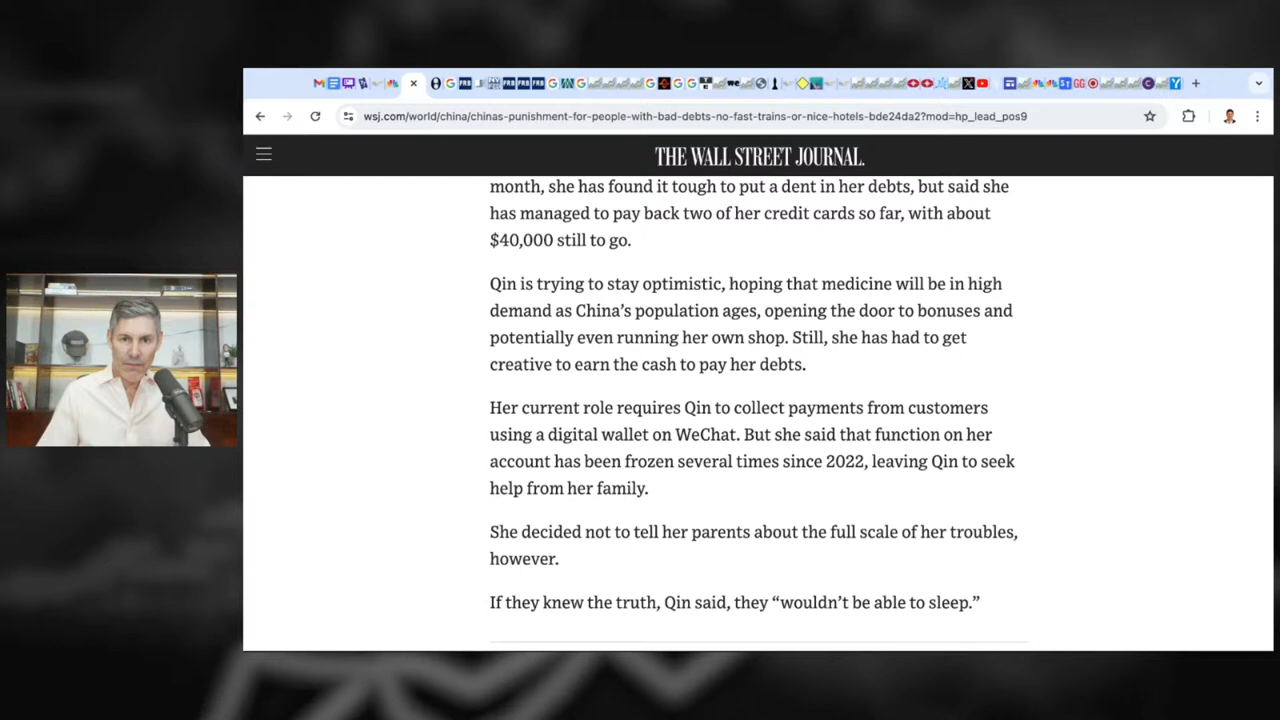 wsj.com/world/china/chinas-punishment-for-people-with-bad-debts-no-fast-trains-or-nice-hotels-bde24da2?mod=hp_lead_pos9
THE WALL STREET JOURNAL.
month, she has found it tough to put a dent in her debts, but said she
has managed to pay back two of her credit cards so far, with about
$40,000 still to go.
Qin is trying to stay optimistic, hoping that medicine will be in high
demand as China’s population ages, opening the door to bonuses and
potentially even running her own shop. Still, she has had to get
creative to earn the cash to pay her debts.
Her current role requires Qin to collect payments from customers
using a digital wallet on WeChat. But she said that function on her
account has been frozen several times since 2022, leaving Qin to seek
help from her family.
She decided not to tell her parents about the full scale of her troubles,
however.
If they knew the truth, Qin said, they “wouldn’t be able to sleep.”